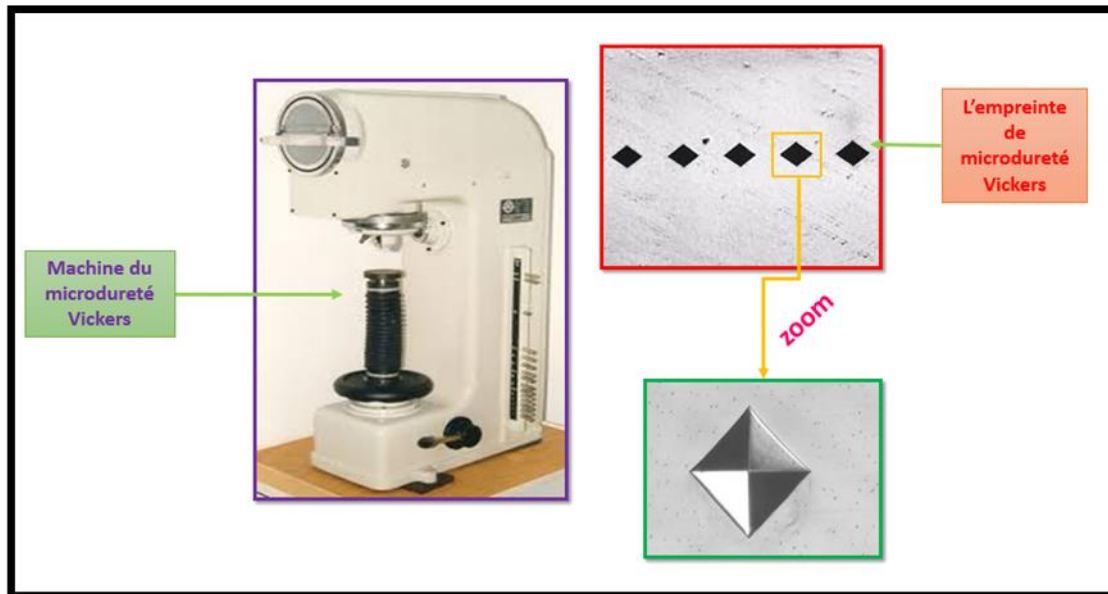 Machine du
microdureté
Vickers
L'empreinte
de
microdureté
Vickers
zoom